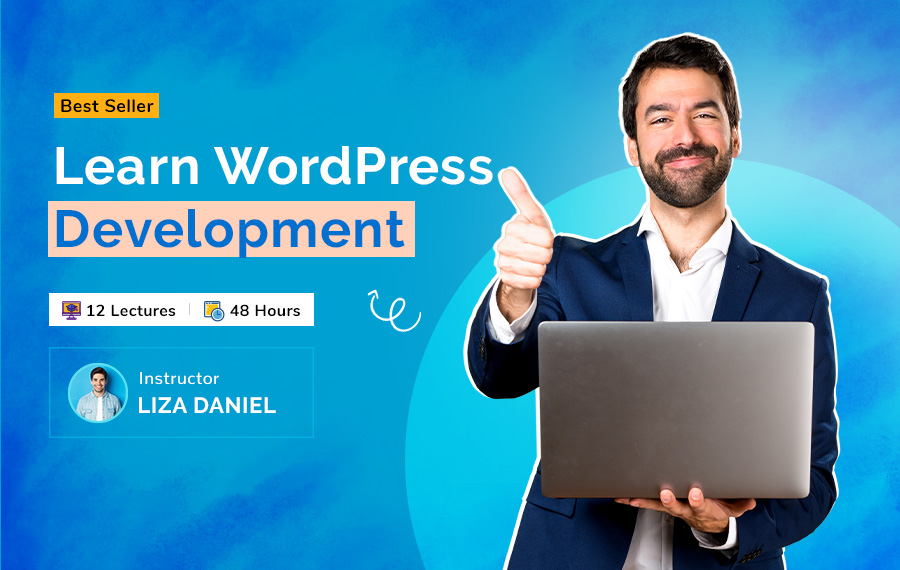 Best Seller
Learn WordPress
Development
12 Lectures 48 Hours
Instructor
LIZA DANIEL